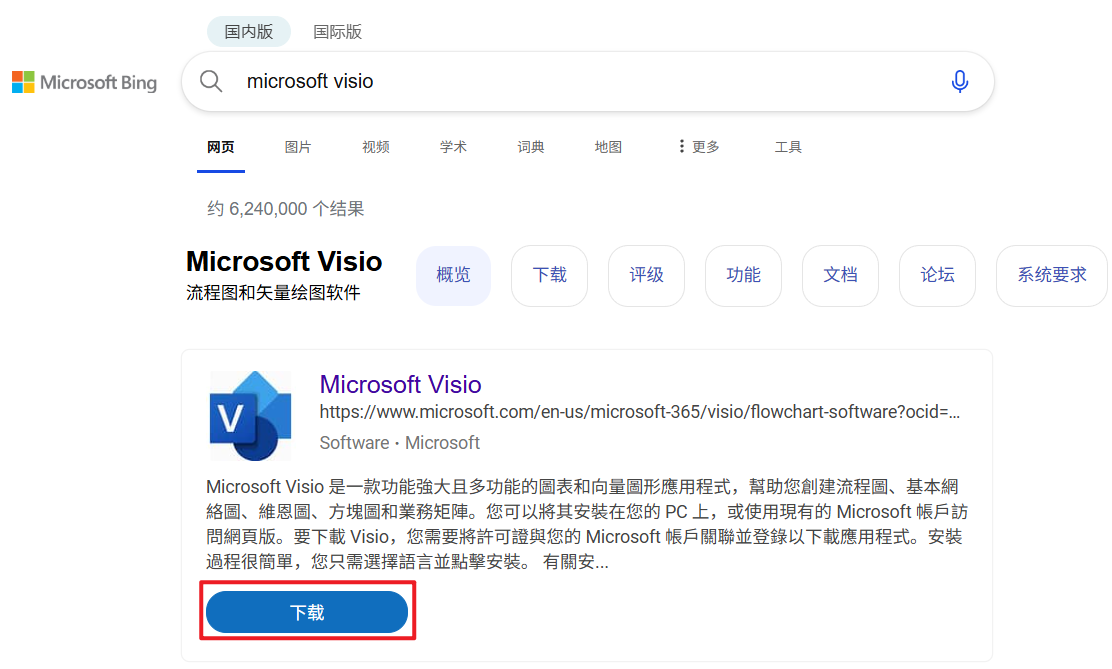 国内版 国际版
Microsoft Bing
microsoft visio
网页 图片 视频 学术 词典 地图 更多 工具
约 6,240,000 个结果
Microsoft Visio
流程图和矢量绘图软件
概览 下载 评级 功能 文档 论坛 系统要求
V
Microsoft Visio
https://www.microsoft.com/en-us/microsoft-365/visio/flowchart-software?ocid=…
Software · Microsoft
Microsoft Visio 是一款功能強大且多功能的圖表和向量圖形應用程式，幫助您創建流程圖、基本網
絡圖、維恩圖、方塊圖和業務矩陣。您可以將其安裝在您的 PC 上，或使用現有的 Microsoft 帳戶訪
問網頁版。要下載 Visio，您需要將許可證與您的 Microsoft 帳戶關聯並登錄以下載應用程式。安裝
過程很簡單，您只需選擇語言並點擊安裝。 有關安...
下载